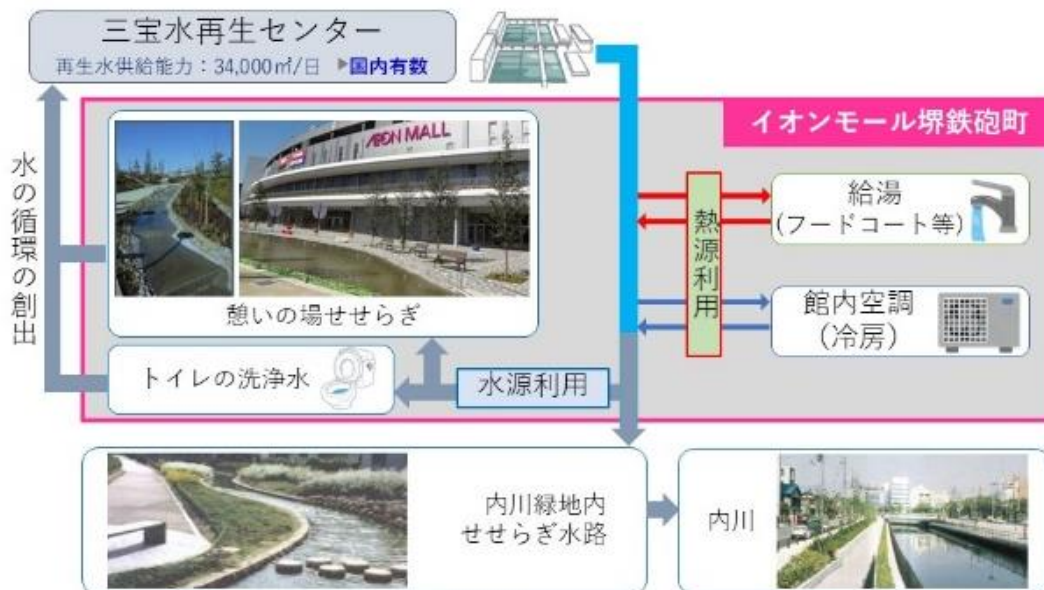 三宝水再生センター
再生水供給能力：34,000㎥/日 ▶国内有数
イオンモール堺鉄砲町
水の循環の創出
AEON MALL
憩いの場せせらぎ
熱源利用
給湯
(フードコート等)
館内空調
(冷房)
トイレの洗浄水
水源利用
内川緑地内
せせらぎ水路
内川